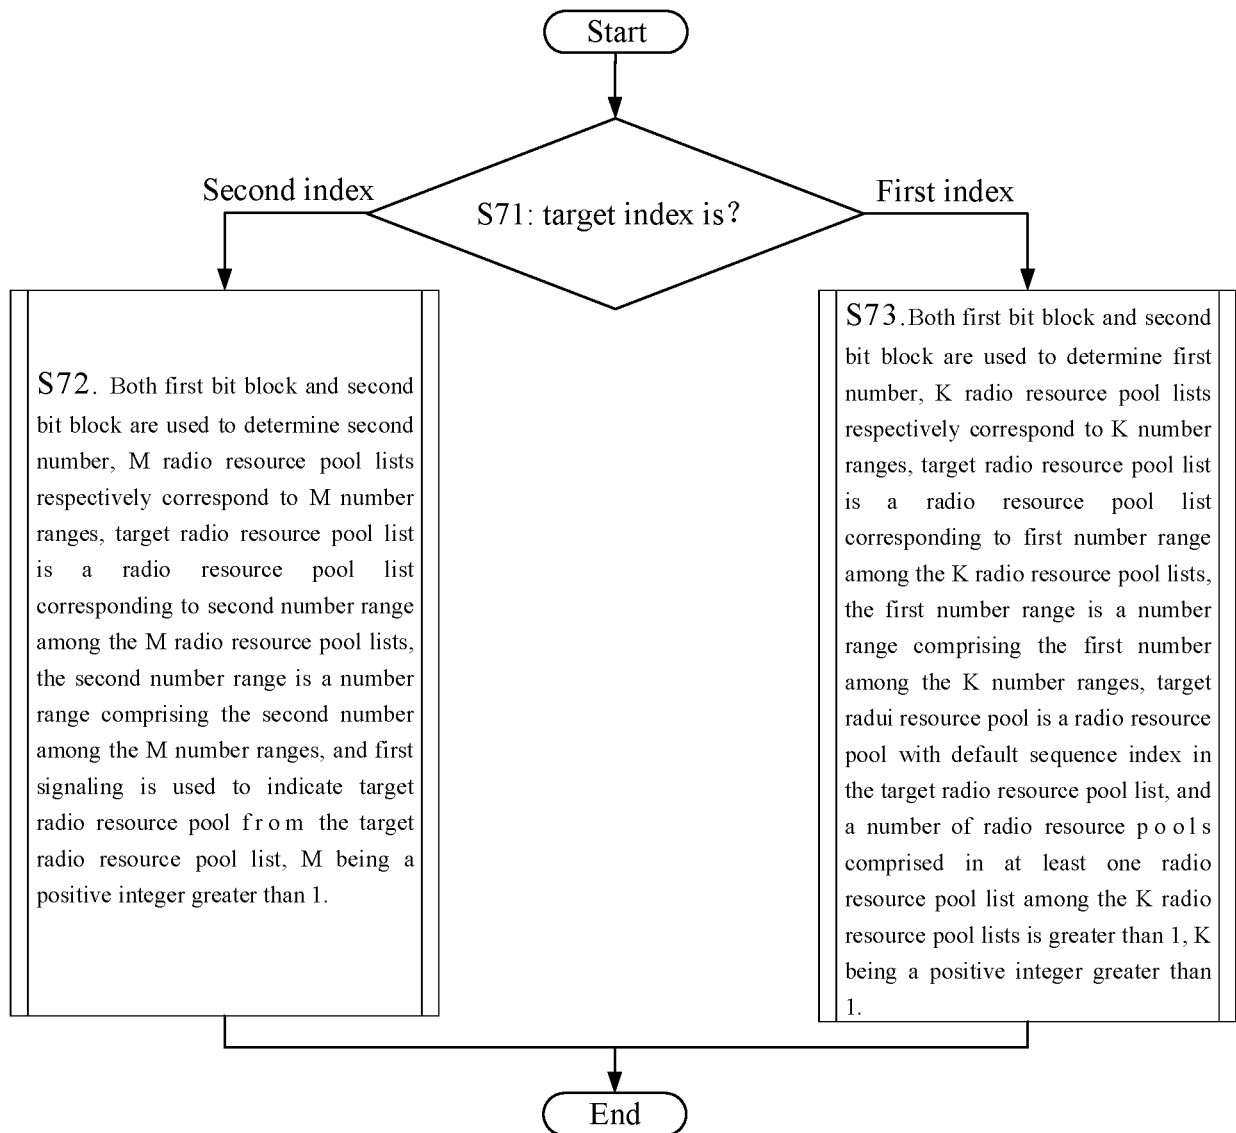 Start
Second index
First index
S71: target index is?
S72. Both first bit block and second
bit block are used to determine second
number, M radio resource pool lists
respectively correspond to M number
ranges, target radio resource pool list
is a radio resource pool list
corresponding to second number range
among the M radio resource pool lists,
the second number range is a number
range comprising the second number
among the M number ranges, and first
signaling is used to indicate target
radio resource pool from the target
radio resource pool list, M being a
positive integer greater than 1.
S73.Both first bit block and second
bit block are used to determine first
number, K radio resource pool lists
respectively correspond to K number
ranges, target radio resource pool list
is a radio resource pool list
corresponding to first number range
among the K radio resource pool lists,
the first number range is a number
range comprising the first number
among the K number ranges, target
radui resource pool is a radio resource
pool with default sequence index in
the target radio resource pool list, and
a number of radio resource pools
comprised in at least one radio
resource pool list among the K radio
resource pool lists is greater than 1, K
being a positive integer greater than
1.
End